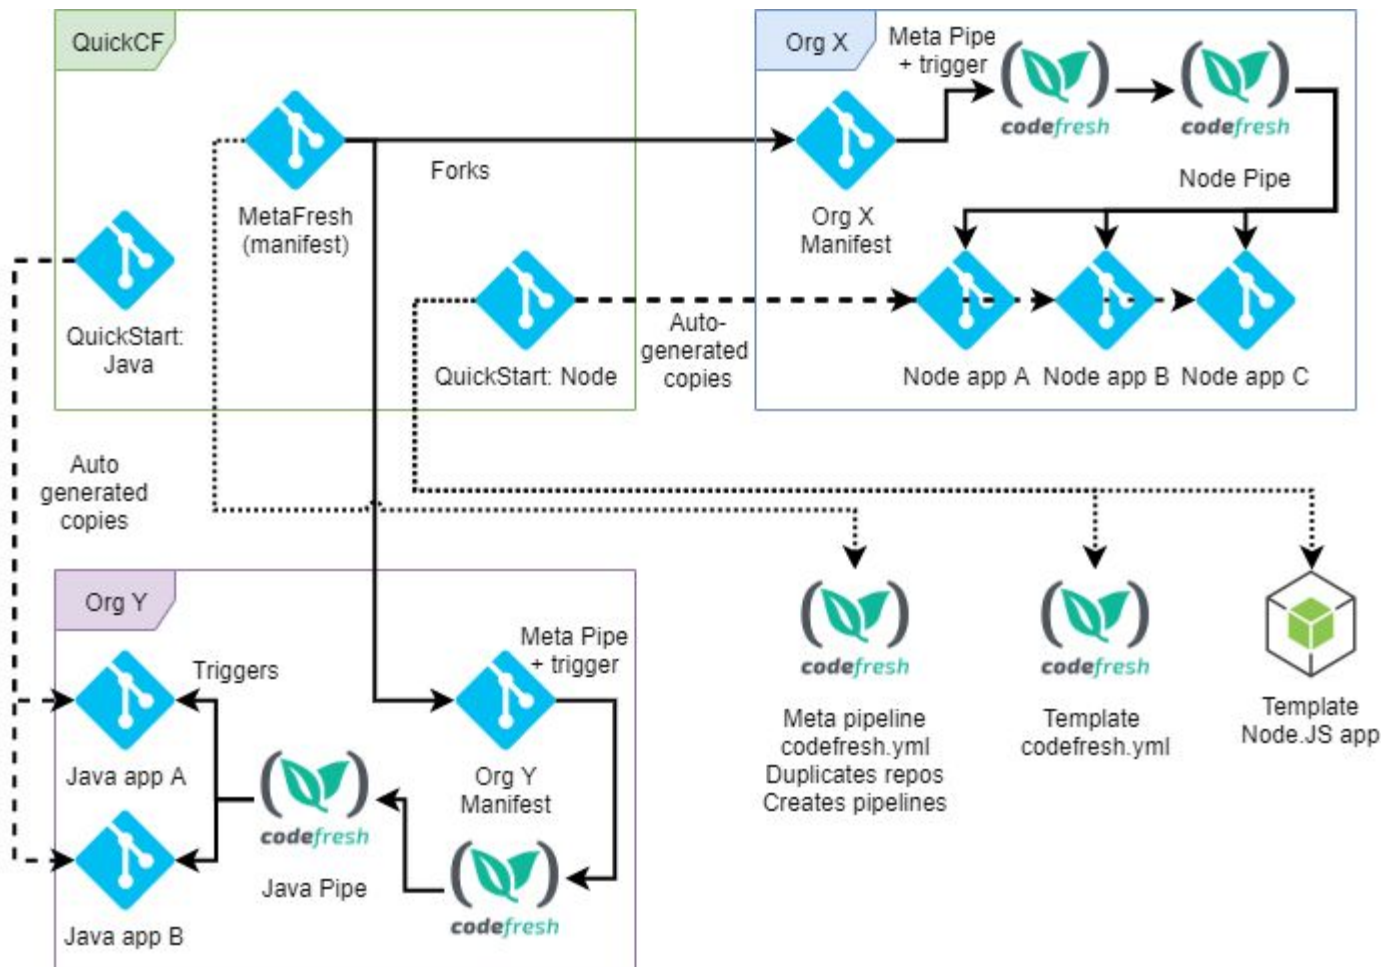 QuickCF
MetaFresh
(manifest)
QuickStart:
Java
QuickStart: Node
Forks
Auto-
generated
copies
Org X
Meta Pipe
+ trigger
codefresh
codefresh
Node Pipe
Org X
Manifest
Node app A
Node app B
Node app C
Auto
generated
copies
Org Y
Triggers
Meta Pipe
+ trigger
Java app A
Org Y
Manifest
codefresh
Java Pipe
codefresh
Java app B
codefresh
Meta pipeline
codefresh.yml
Duplicates repos
Creates pipelines
codefresh
Template
codefresh.yml
Template
Node.JS app